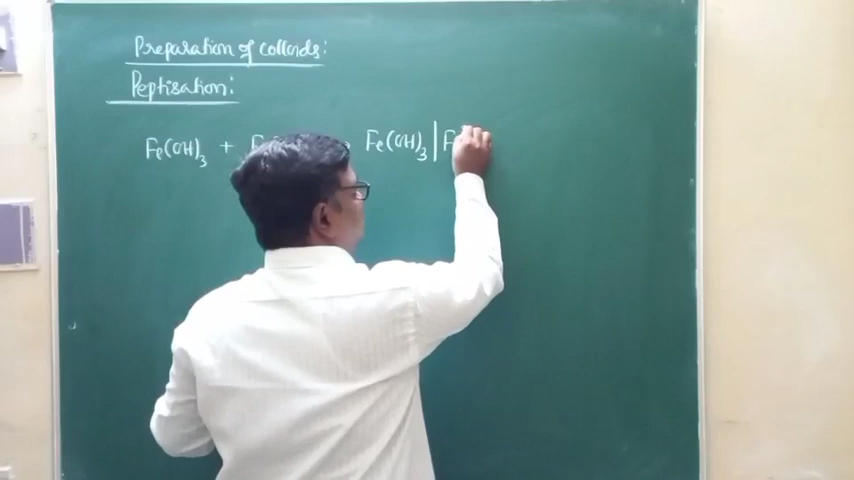 Preparation of colloids:
Peptisation:
Fe(OH)₃ + Fe(OH)₃|